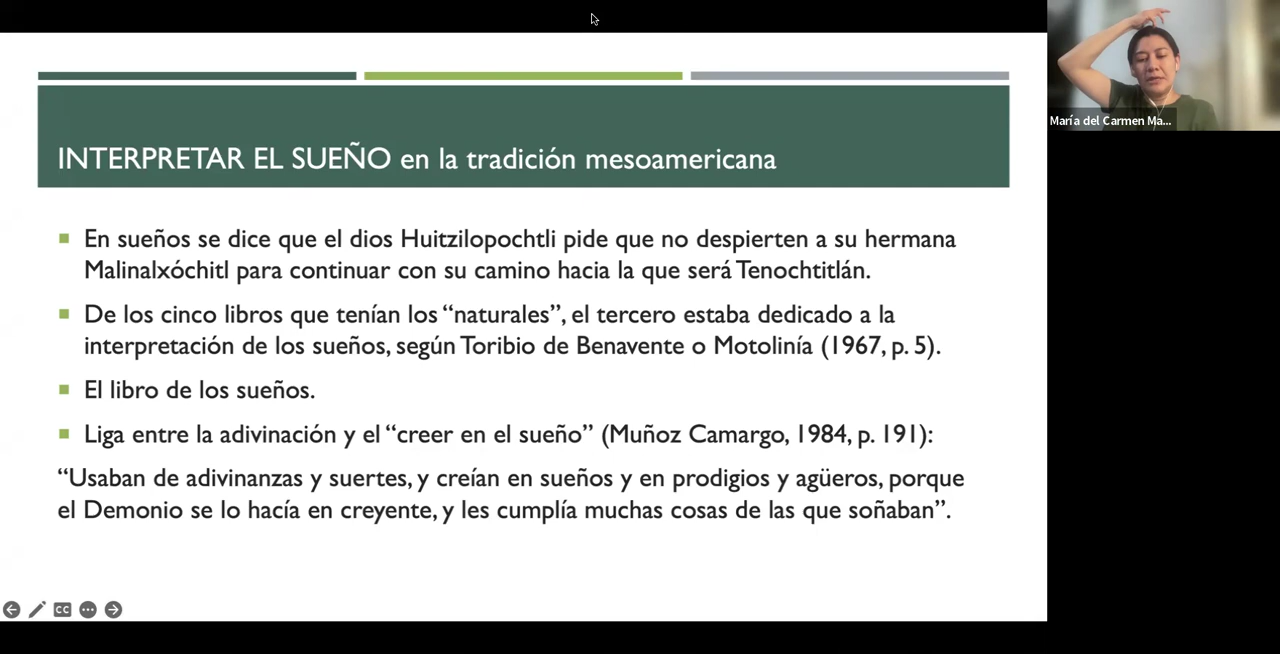 INTERPRETAR EL SUEÑO en la tradición mesoamericana
En sueños se dice que el dios Huitzilopochtli pide que no despierten a su hermana
Malinalxóchitl para continuar con su camino hacia la que será Tenochtitlán.
De los cinco libros que tenían los “naturales”, el tercero estaba dedicado a la
interpretación de los sueños, según Toribio de Benavente o Motolinía (1967, p. 5).
El libro de los sueños.
Liga entre la adivinación y el “creer en el sueño” (Muñoz Camargo, 1984, p. 191):
“Usaban de adivinanzas y suertes, y creían en sueños y en prodigios y agüeros, porque
el Demonio se lo hacía en creyente, y les cumplía muchas cosas de las que soñaban”.
CC
María del Carmen Ma...